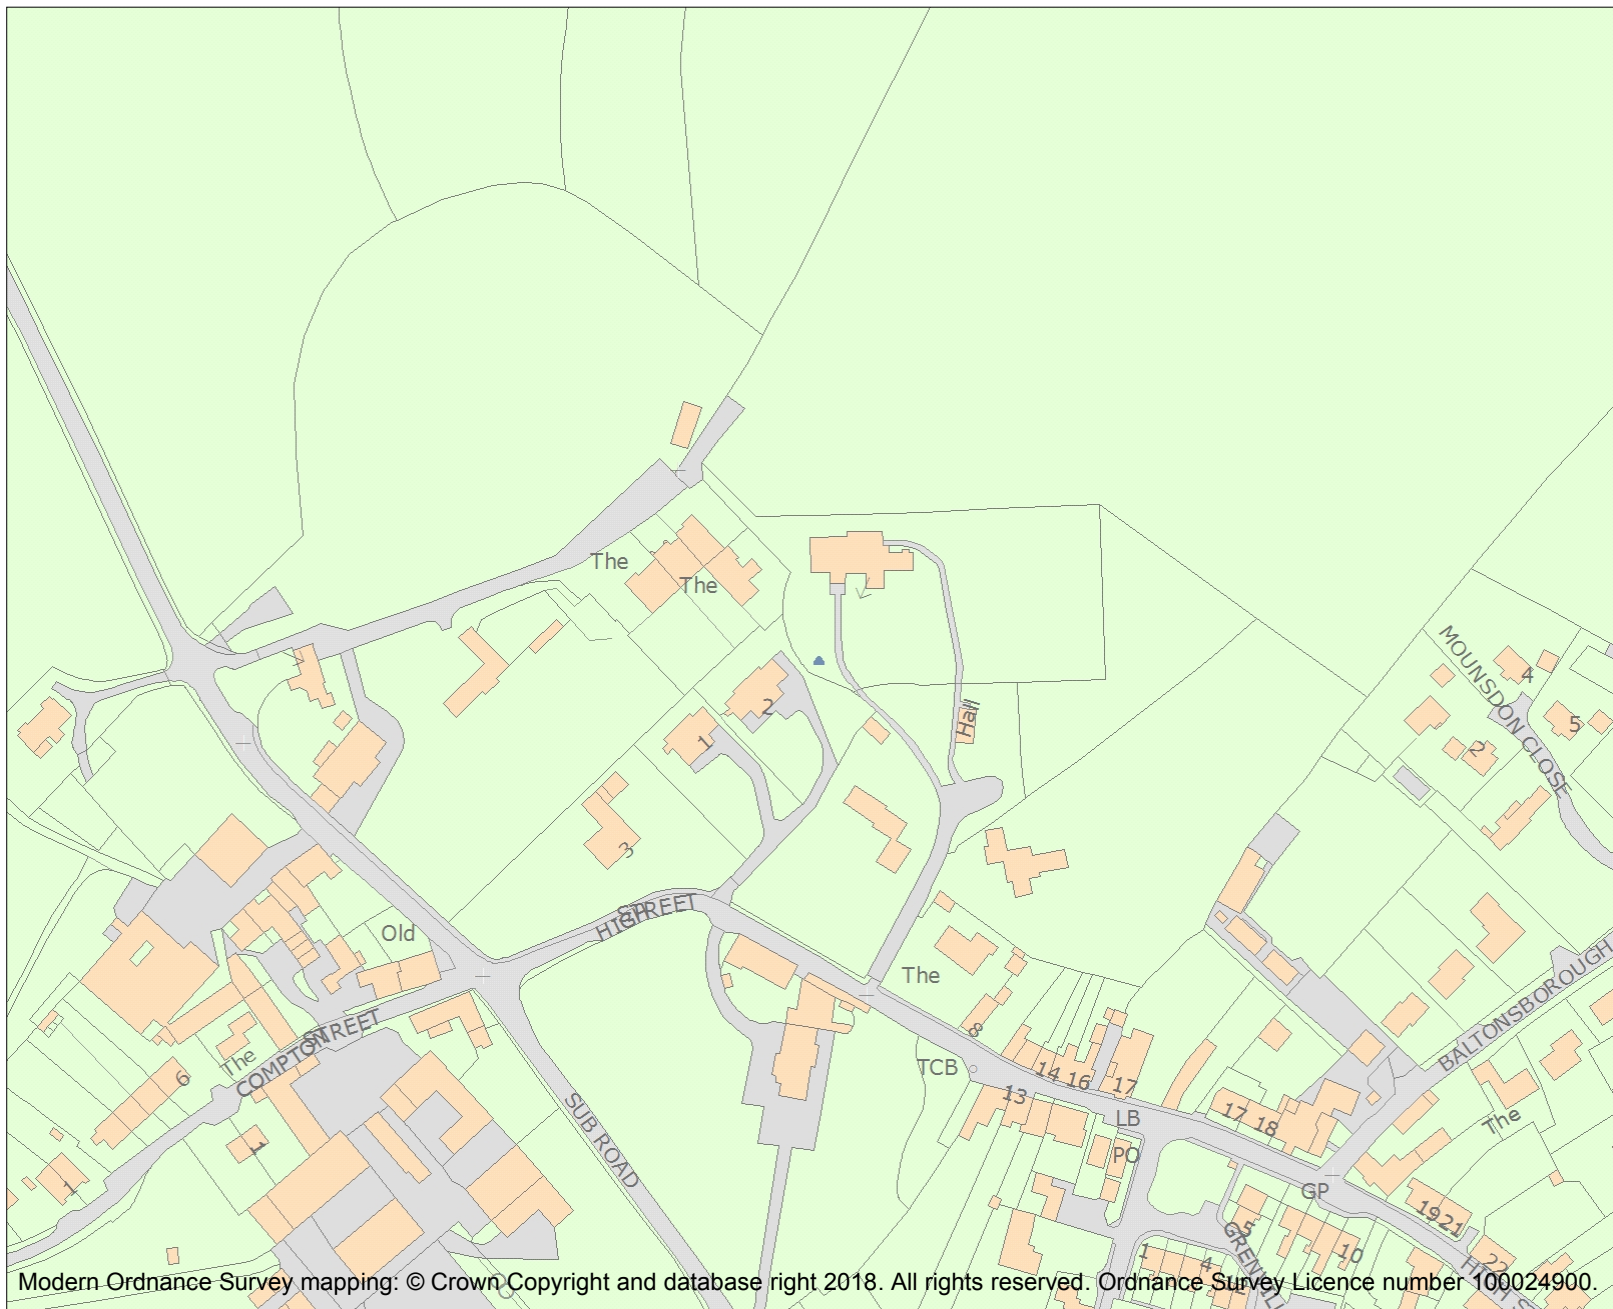 The
The
MOUNSDON CLOSE
4
5
2
2
1
Hall
3
HIGH STREET
Old
The
BALTONSBOROUGH
8
TCB
14
16
17
13
LB
COMPTON STREET
The
6
SUB ROAD
17
18
The
PO
1
1
GP
19
21
5
10
1
4
22
12
Modern Ordnance Survey mapping: © Crown Copyright and database right 2018. All rights reserved. Ordnance Survey Licence number 100024900.